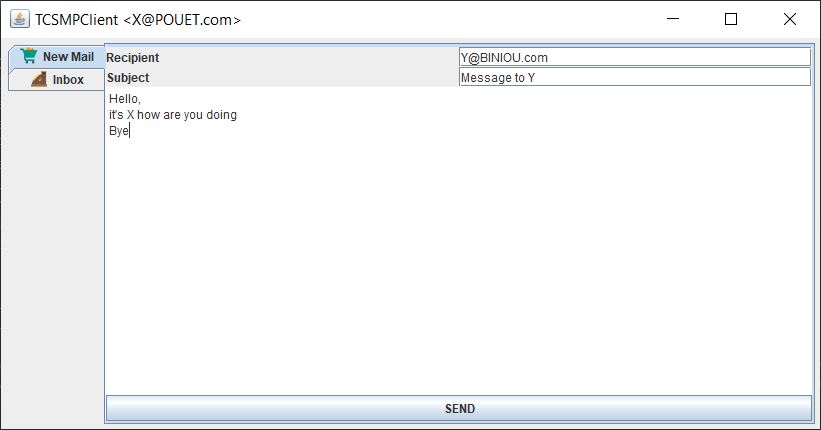 TCSMPClient <X@POUET.com>
New Mail
Inbox
Recipient Y@BINIOU.com
Subject Message to Y
Hello,
it's X how are you doing
Bye
SEND